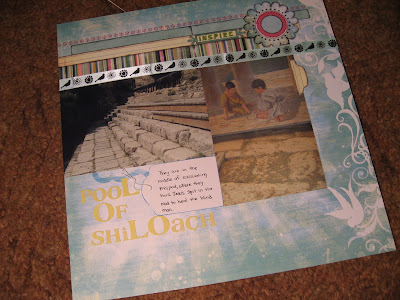 INSPIRE
They are in the
middle of excavating
this pool, where they
think Jesus spit in the
mud to heal the blind
man.
POOL
OF
SHiLOacH